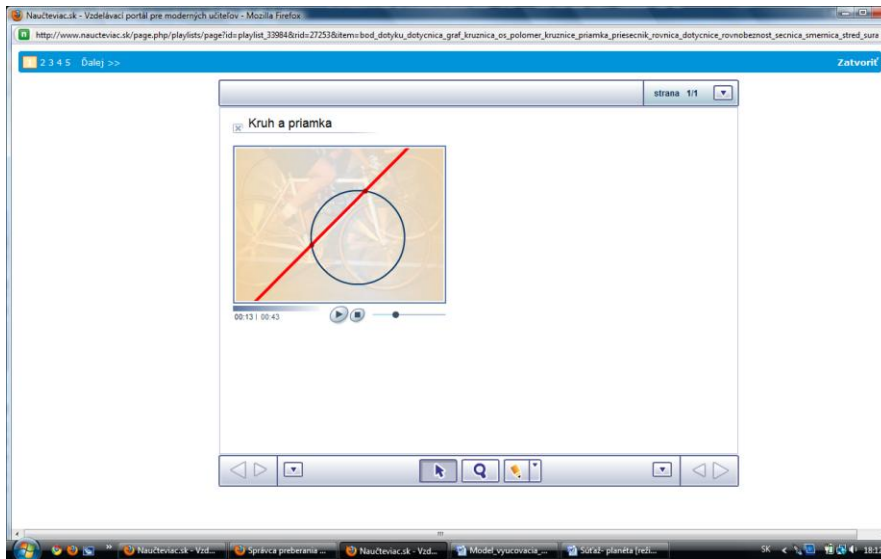 Naučteviac.sk - Vzdelávací portál pre moderných učiteľov - Mozilla Firefox
http://www.naucteviac.sk/page.php/playlists/page?id=playlist_33984&rid=27253&item=bod_dotyku_dotycnica_graf_kruznica_os_polomer_kruznice_priamka_priesecnik_rovnica_dotycnice_rovnobeznost_secnica_smernica_stred_sura
1 2 3 4 5 Ďalej >> Zatvoriť
strana 1/1
Kruh a priamka
00:13 | 00:43
Naučteviac.sk - Vzd... Správca preberania ... Naučteviac.sk - Vzd... Model_vyucovacia_... Súťaž- planéta [reži... SK 18:12